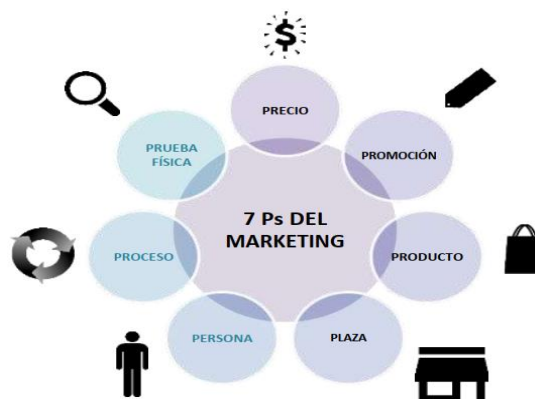 $
PRECIO
PROMOCIÓN
PRODUCTO
PLAZA
PERSONA
PROCESO
PRUEBA
FÍSICA
7 Ps DEL
MARKETING